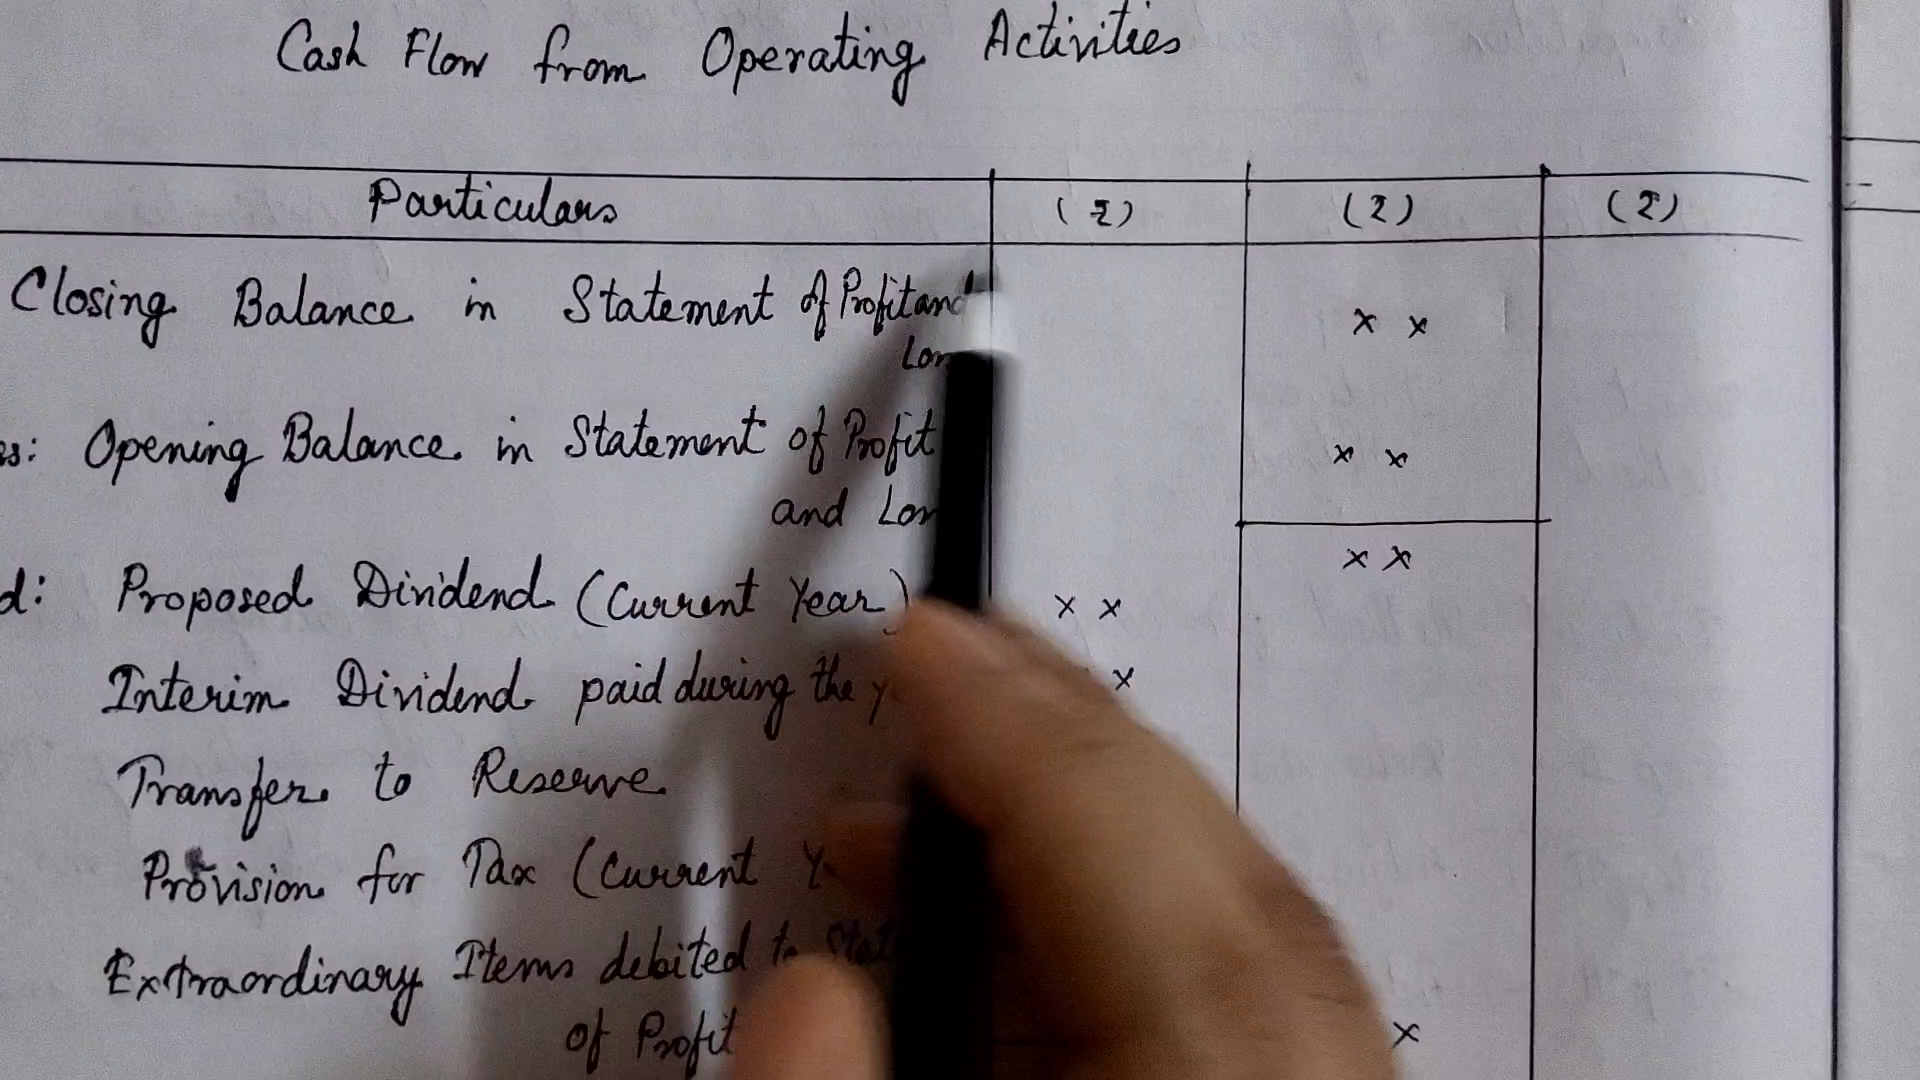 Cash Flow from Operating Activities
Particulars (₹) (₹) (₹)
Closing Balance in Statement of Profit and x x
Opening Balance in Statement of Profit x x
and
x x
Proposed Dividend (Current Year) x x
Interim Dividend paid during the x
Transfer to Reserve
Provision for Tax (Current
Extraordinary Items debited to
of Profit x